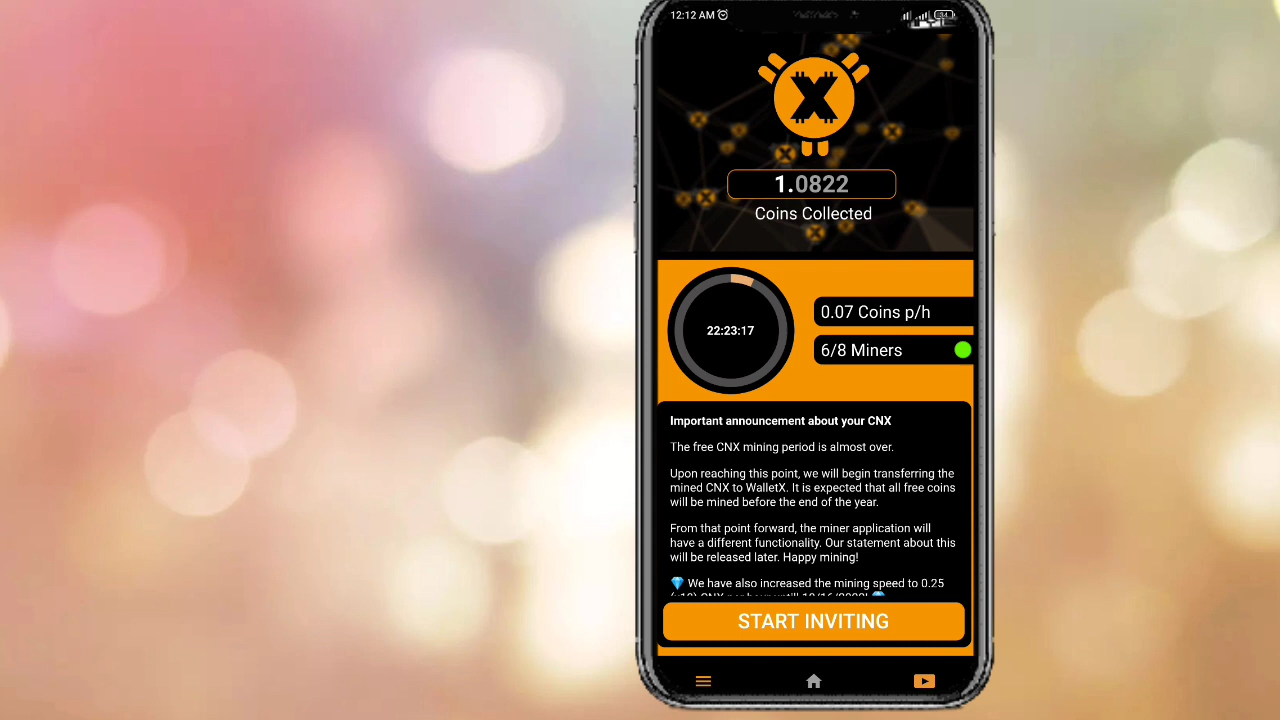 12:12 AM
34
X
1.0822
Coins Collected
22:23:17
0.07 Coins p/h
6/8 Miners
Important announcement about your CNX
The free CNX mining period is almost over.
Upon reaching this point, we will begin transferring the
mined CNX to WalletX. It is expected that all free coins
will be mined before the end of the year.
From that point forward, the miner application will
have a different functionality. Our statement about this
will be released later. Happy mining!
💎 We have also increased the mining speed to 0.25
START INVITING